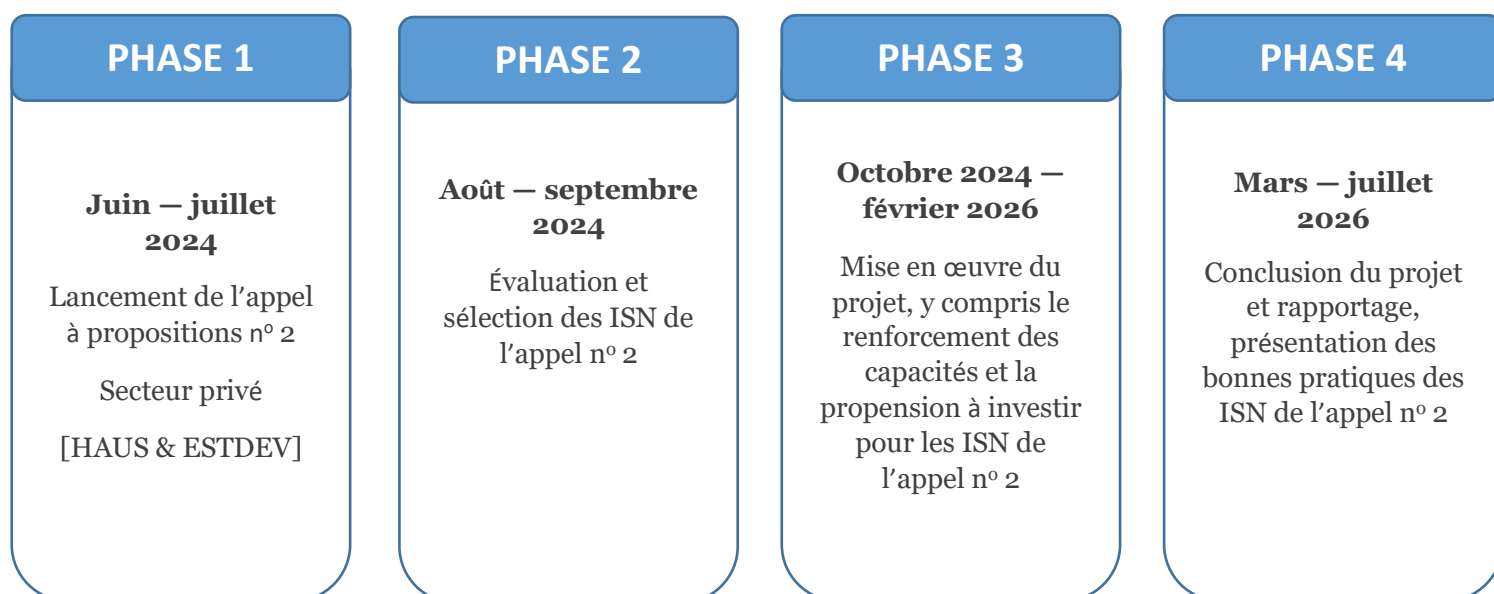 PHASE 1
Juin — juillet
2024
Lancement de l’appel
à propositions nº 2
Secteur privé
[HAUS & ESTDEV]
PHASE 2
Août — septembre
2024
Évaluation et
sélection des ISN de
l’appel nº 2
PHASE 3
Octobre 2024 —
février 2026
Mise en œuvre du
projet, y compris le
renforcement des
capacités et la
propension à investir
pour les ISN de
l’appel nº 2
PHASE 4
Mars — juillet
2026
Conclusion du projet
et rapportage,
présentation des
bonnes pratiques des
ISN de l’appel nº 2